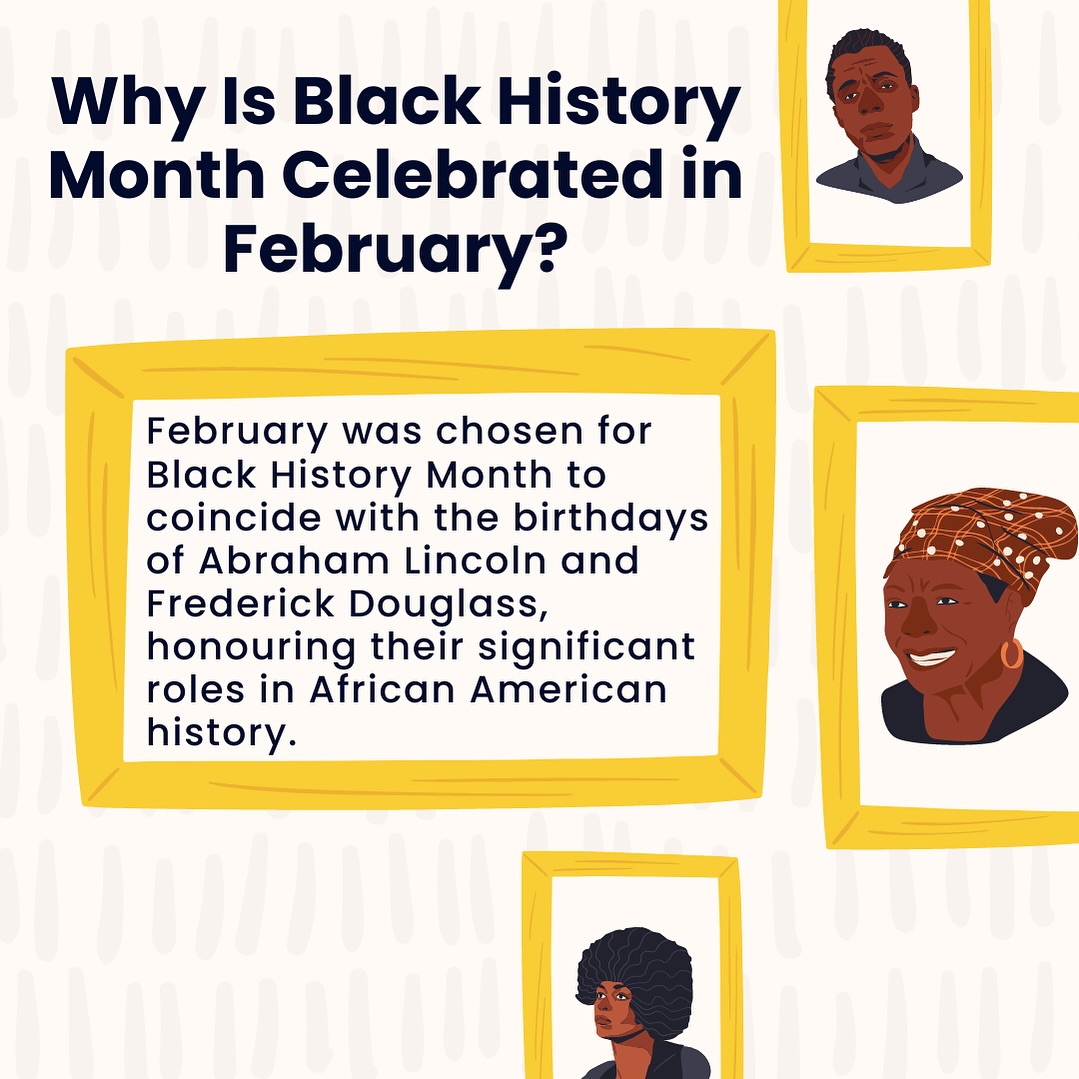 Why Is Black History
Month Celebrated in
February?
February was chosen for
Black History Month to
coincide with the birthdays
of Abraham Lincoln and
Frederick Douglass,
honouring their significant
roles in African American
history.